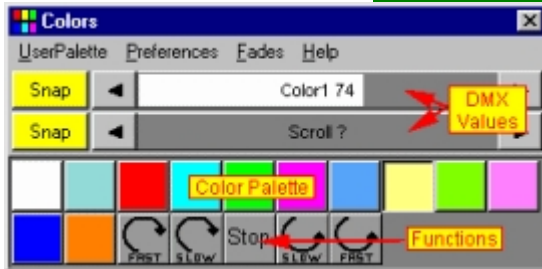 Colors
UserPalette Preferences Fades Help
Snap Color1 74
DMX Values
Snap Scroll ?
Color Palette
FAST SLOW Stop SLOW FAST
Functions